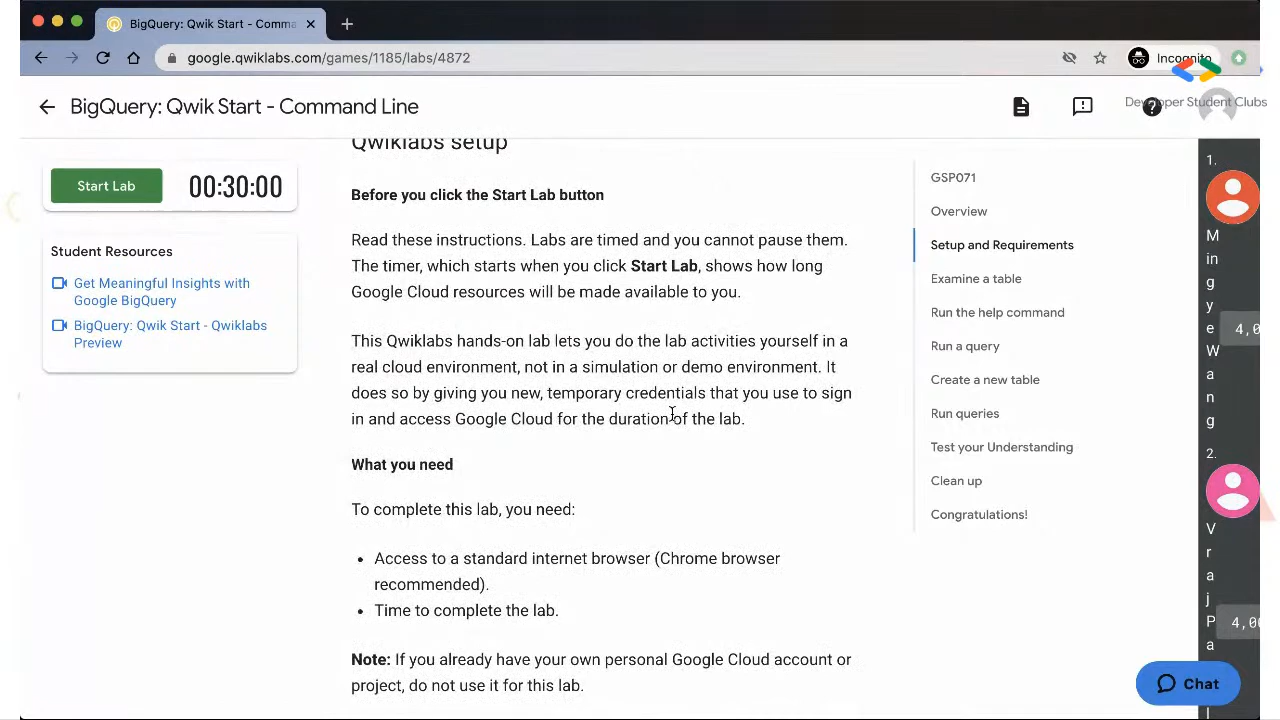 BigQuery: Qwik Start - Comma
google.qwiklabs.com/games/1185/labs/4872
Incognito
BigQuery: Qwik Start - Command Line
Developer Student Clubs
Qwiklabs setup
Start Lab
00:30:00
Student Resources
Get Meaningful Insights with
Google BigQuery
BigQuery: Qwik Start - Qwiklabs
Preview
Before you click the Start Lab button
Read these instructions. Labs are timed and you cannot pause them.
The timer, which starts when you click Start Lab, shows how long
Google Cloud resources will be made available to you.
This Qwiklabs hands-on lab lets you do the lab activities yourself in a
real cloud environment, not in a simulation or demo environment. It
does so by giving you new, temporary credentials that you use to sign
in and access Google Cloud for the duration of the lab.
What you need
To complete this lab, you need:
• Access to a standard internet browser (Chrome browser
recommended).
• Time to complete the lab.
Note: If you already have your own personal Google Cloud account or
project, do not use it for this lab.
GSP071
Overview
Setup and Requirements
Examine a table
Run the help command
Run a query
Create a new table
Run queries
Test your Understanding
Clean up
Congratulations!
1.
M
in
g
y
e
W
a
n
g
4,0
2.
V
r
a
j
P
a
4,0
Chat